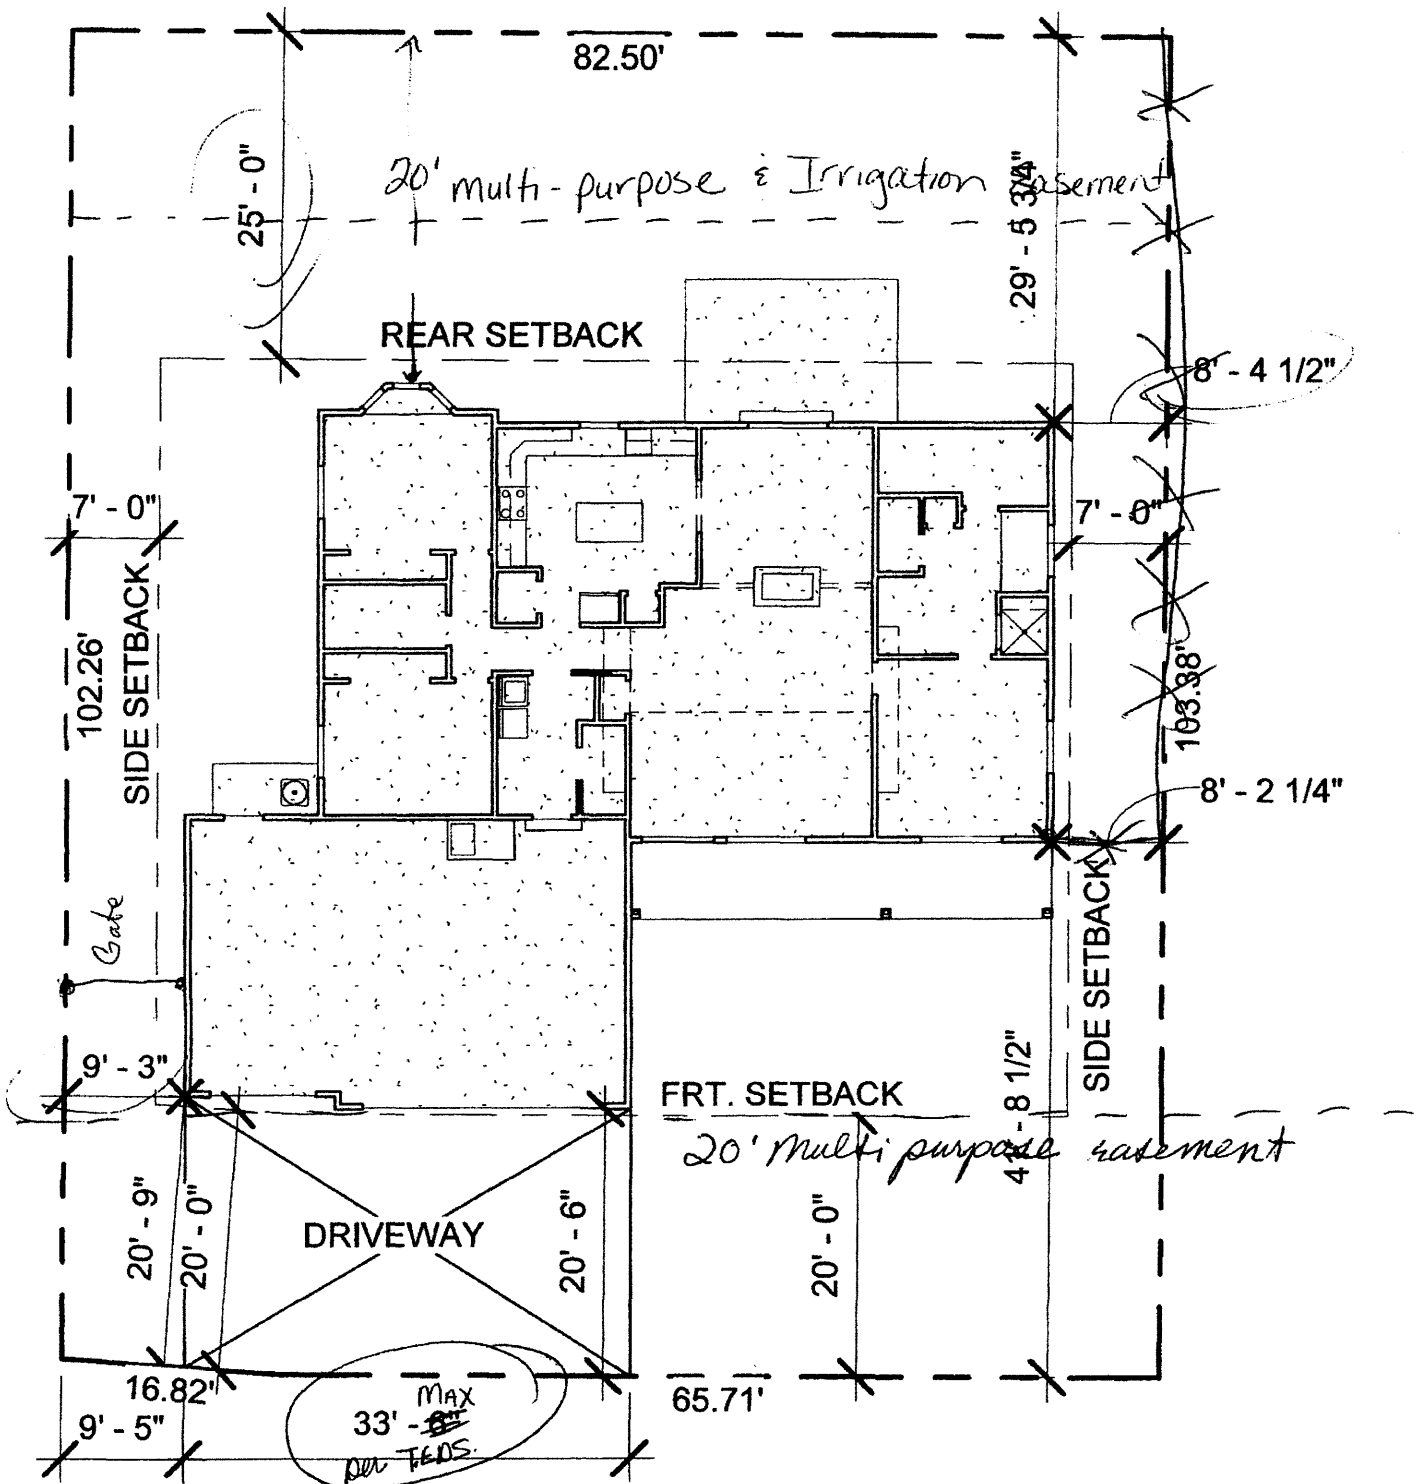 82.50'
25' - 0"
20' multi-purpose & Irrigation Easement
29' - 5 3/4"
REAR SETBACK
8' - 4 1/2"
7' - 0"
7' - 0"
102.26'
SIDE SETBACK
103.38'
8' - 2 1/4"
Gate
SIDE SETBACK
9' - 3"
FRT. SETBACK
41' - 8 1/2"
20' Multi purpose easement
20' - 9"
20' - 0"
DRIVEWAY
20' - 6"
20' - 0"
16.82'
65.71'
MAX
9' - 5"
33' -
per T.E.D.S.